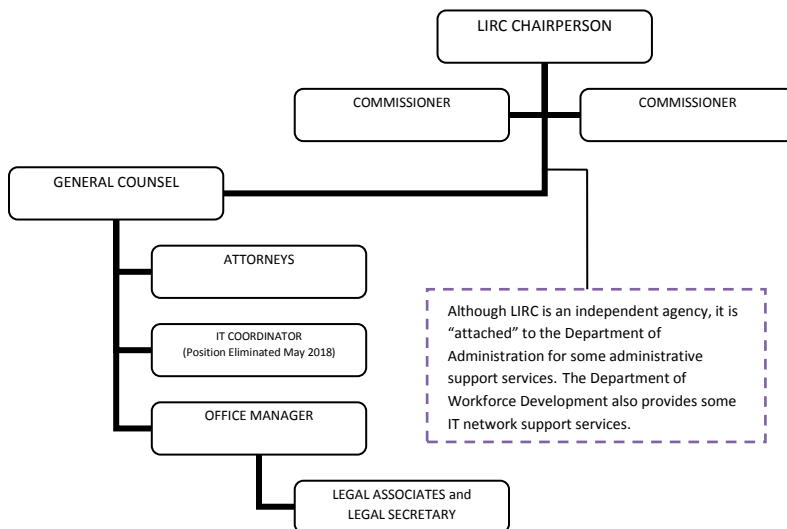 LIRC CHAIRPERSON
COMMISSIONER
COMMISSIONER
GENERAL COUNSEL
ATTORNEYS
IT COORDINATOR
(Position Eliminated May 2018)
OFFICE MANAGER
LEGAL ASSOCIATES and
LEGAL SECRETARY
Although LIRC is an independent agency, it is
“attached” to the Department of
Administration for some administrative
support services. The Department of
Workforce Development also provides some
IT network support services.